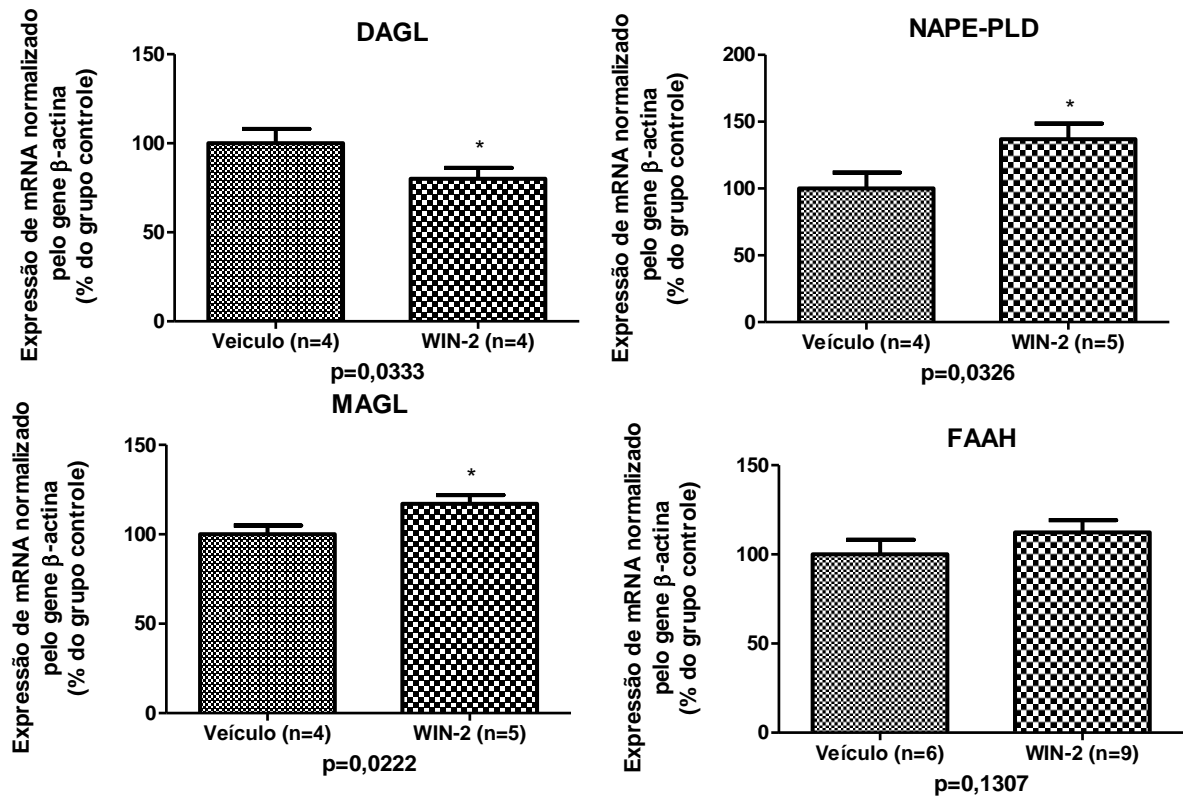 DAGL
Expressão de mRNA normalizado
pelo gene β-actina
(% do grupo controle)
150
100
50
0
*
Veiculo (n=4)
WIN-2 (n=4)
p=0,0333
NAPE-PLD
Expressão de mRNA normalizado
pelo gene β-actina
(% do grupo controle)
200
150
100
50
0
*
Veículo (n=4)
WIN-2 (n=5)
p=0,0326
MAGL
Expressão de mRNA normalizado
pelo gene β-actina
(% do grupo controle)
150
100
50
0
*
Veículo (n=4)
WIN-2 (n=5)
p=0,0222
FAAH
Expressão de mRNA normalizado
pelo gene β-actina
(% do grupo controle)
150
100
50
0
Veículo (n=6)
WIN-2 (n=9)
p=0,1307